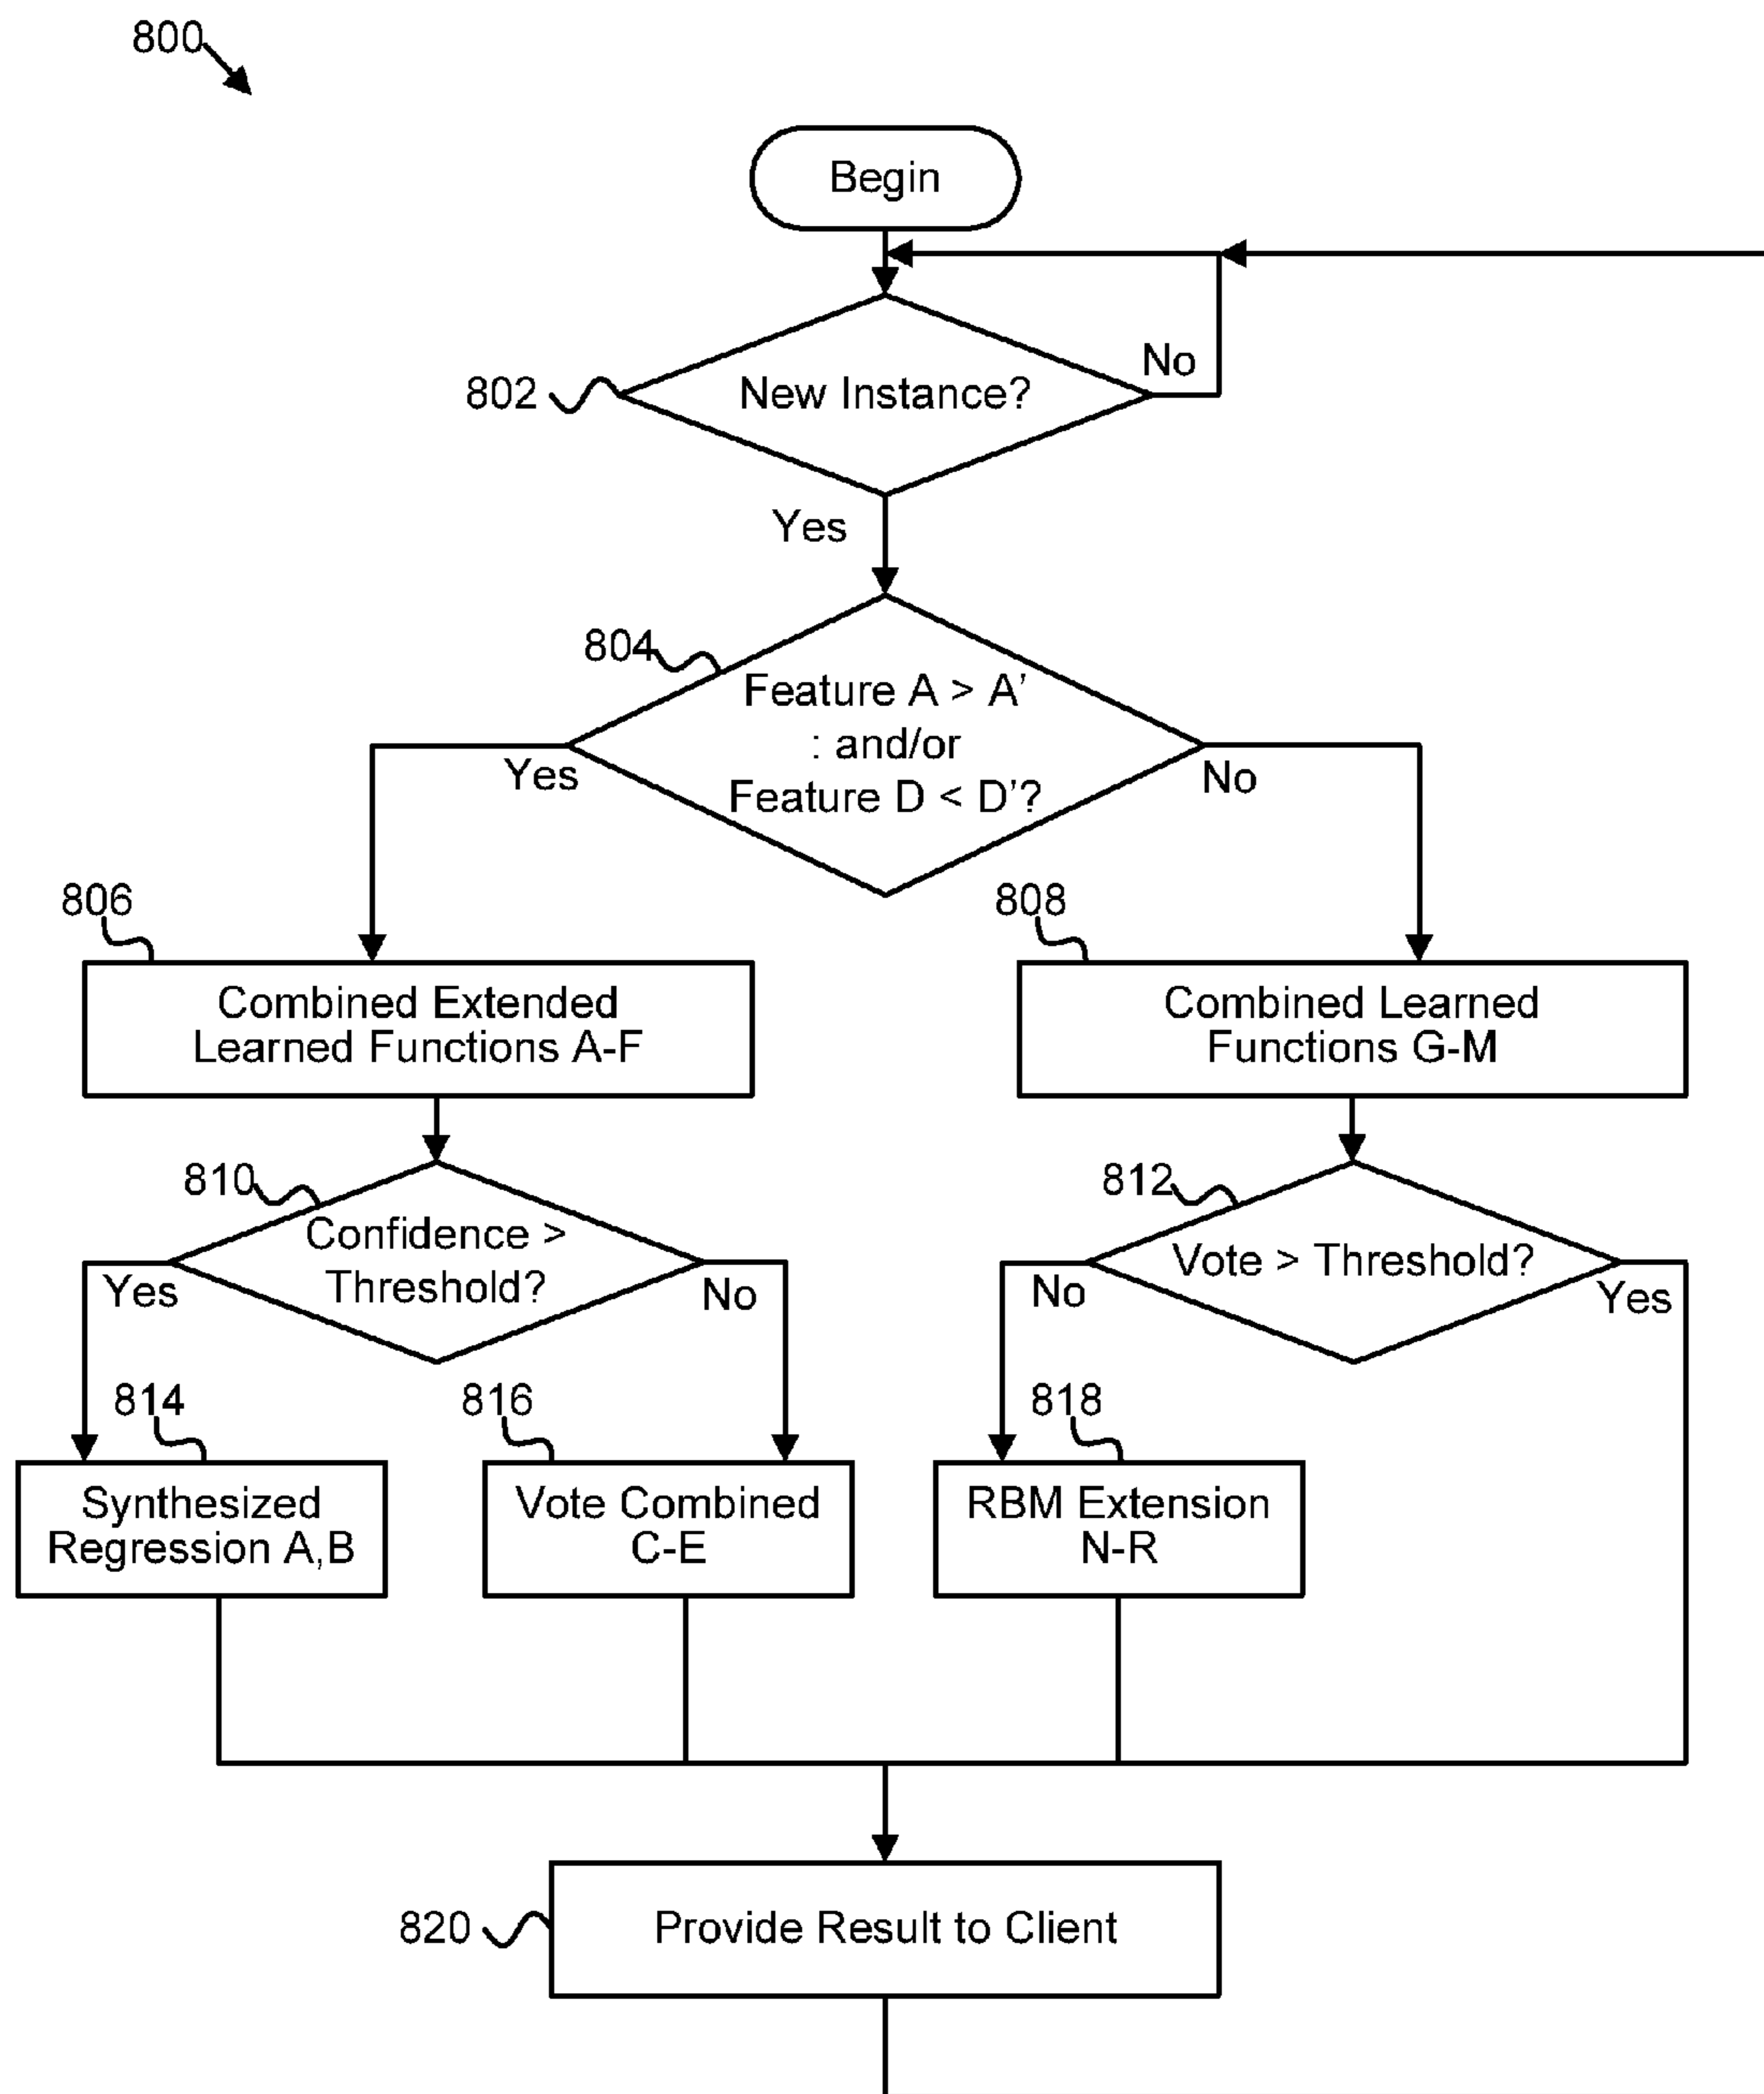 800
Begin
802
New Instance?
No
Yes
804
Feature A > A’
: and/or
Feature D < D’?
Yes
No
806
Combined Extended
Learned Functions A-F
808
Combined Learned
Functions G-M
810
Confidence >
Threshold?
Yes
No
812
Vote > Threshold?
No
Yes
814
Synthesized
Regression A,B
816
Vote Combined
C-E
818
RBM Extension
N-R
820
Provide Result to Client